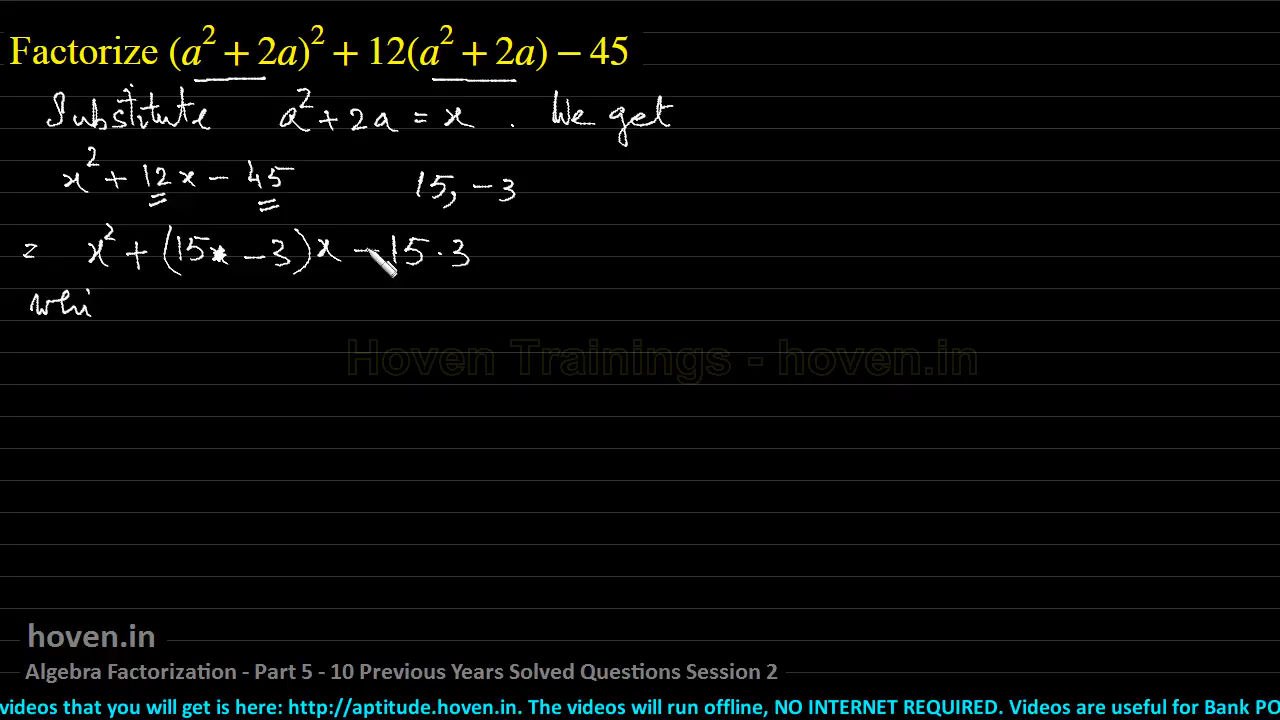 Factorize (a² + 2a)² + 12(a² + 2a) − 45
Substitute a² + 2a = x . We get
x² + 12x − 45 15, −3
= x² + (15 − 3)x − 15·3
whi
Hoven Trainings - hoven.in
hoven.in
Algebra Factorization - Part 5 - 10 Previous Years Solved Questions Session 2
videos that you will get is here: http://aptitude.hoven.in. The videos will run offline, NO INTERNET REQUIRED. Videos are useful for Bank PO